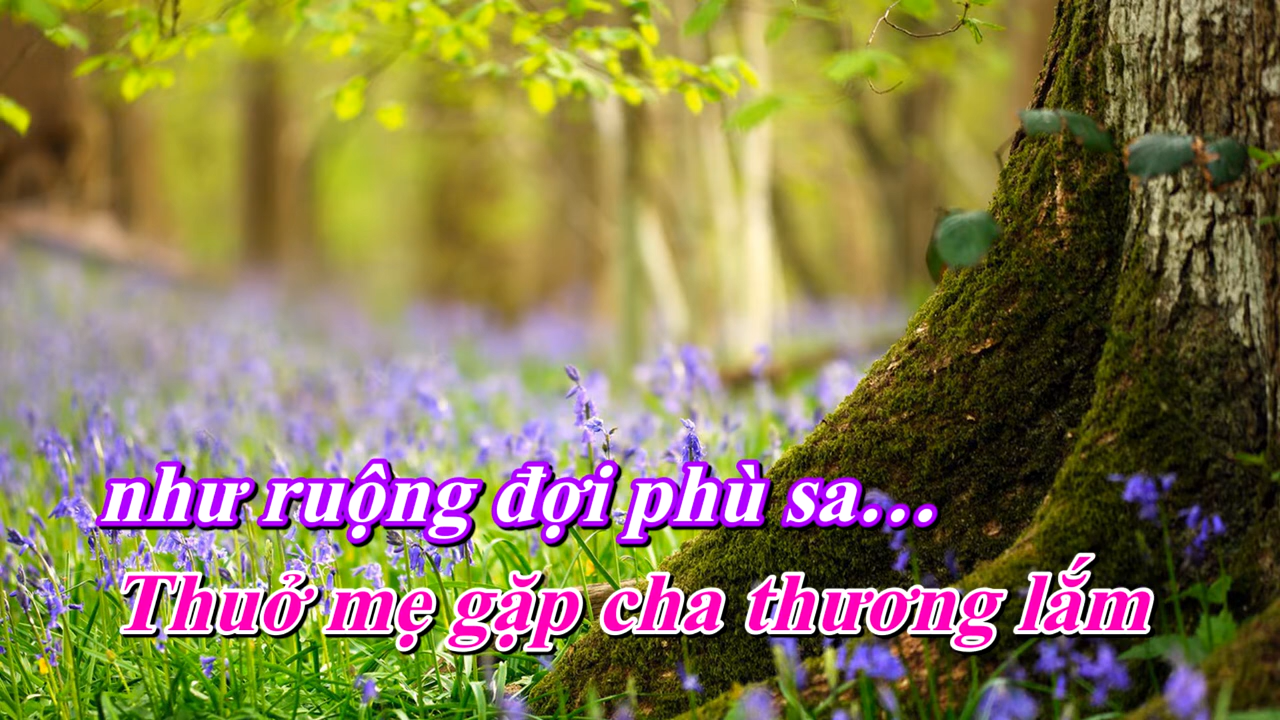 như ruộng đợi phù sa...
Thuở mẹ gặp cha thương lắm